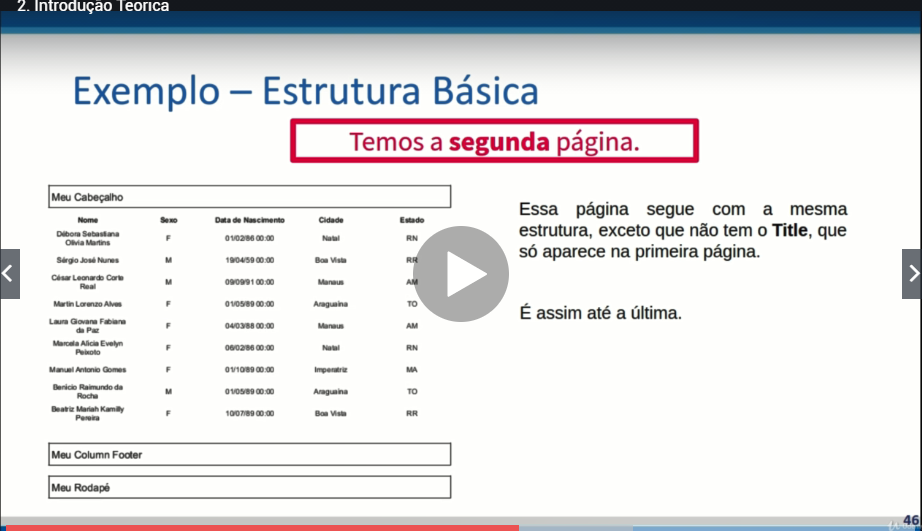 2. Introdução Teórica
Exemplo – Estrutura Básica
Temos a segunda página.
Meu Cabeçalho
Nome Sexo Data de Nascimento Cidade Estado
Débora Sebastiana Olivia Martins F 01/02/86 00:00 Natal RN
Sérgio José Nunes M 19/04/59 00:00 Boa Vista RR
César Leonardo Corte Real M 09/09/91 00:00 Manaus AM
Martin Lorenzo Alves F 01/05/89 00:00 Araguaína TO
Laura Giovana Fabiana da Paz F 04/03/88 00:00 Manaus AM
Marcela Alícia Evelyn Peixoto F 06/02/86 00:00 Natal RN
Manuel Antonio Gomes F 01/10/89 00:00 Imperatriz MA
Benício Raimundo da Rocha M 01/05/89 00:00 Araguaína TO
Beatriz Mariah Kamilly Pereira F 10/07/89 00:00 Boa Vista RR
Meu Column Footer
Meu Rodapé
Essa página segue com a mesma
estrutura, exceto que não tem o Title, que
só aparece na primeira página.
É assim até a última.
46